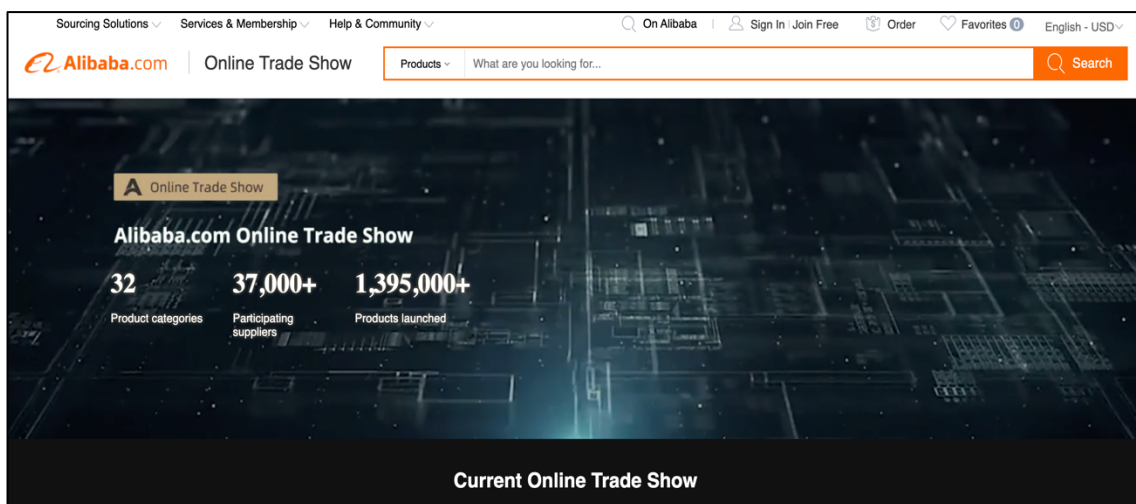 Sourcing Solutions Services & Membership Help & Community On Alibaba Sign In Join Free Order Favorites 0 English - USD
Alibaba.com Online Trade Show Products What are you looking for... Search
A Online Trade Show
Alibaba.com Online Trade Show
32 37,000+ 1,395,000+
Product categories Participating suppliers Products launched
Current Online Trade Show